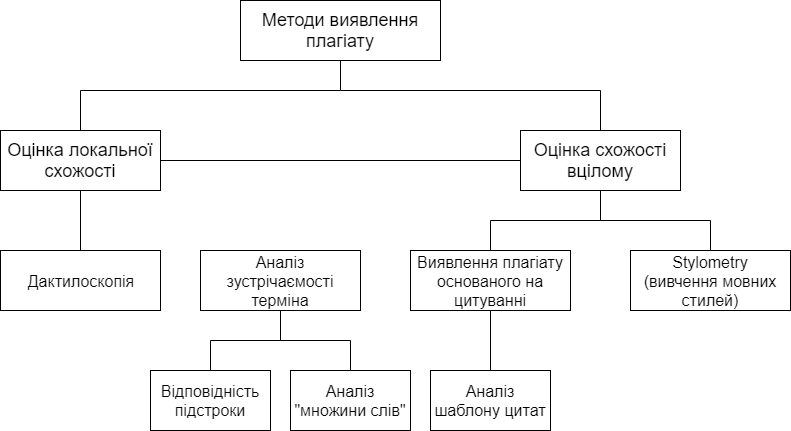 Методи виявлення
плагіату
Оцінка локальної
схожості
Оцінка схожості
вцілому
Дактилоскопія
Аналіз
зустрічаємості
терміна
Виявлення плагіату
основаного на
цитуванні
Stylometry
(вивчення мовних
стилей)
Відповідність
підстроки
Аналіз
"множини слів"
Аналіз
шаблону цитат